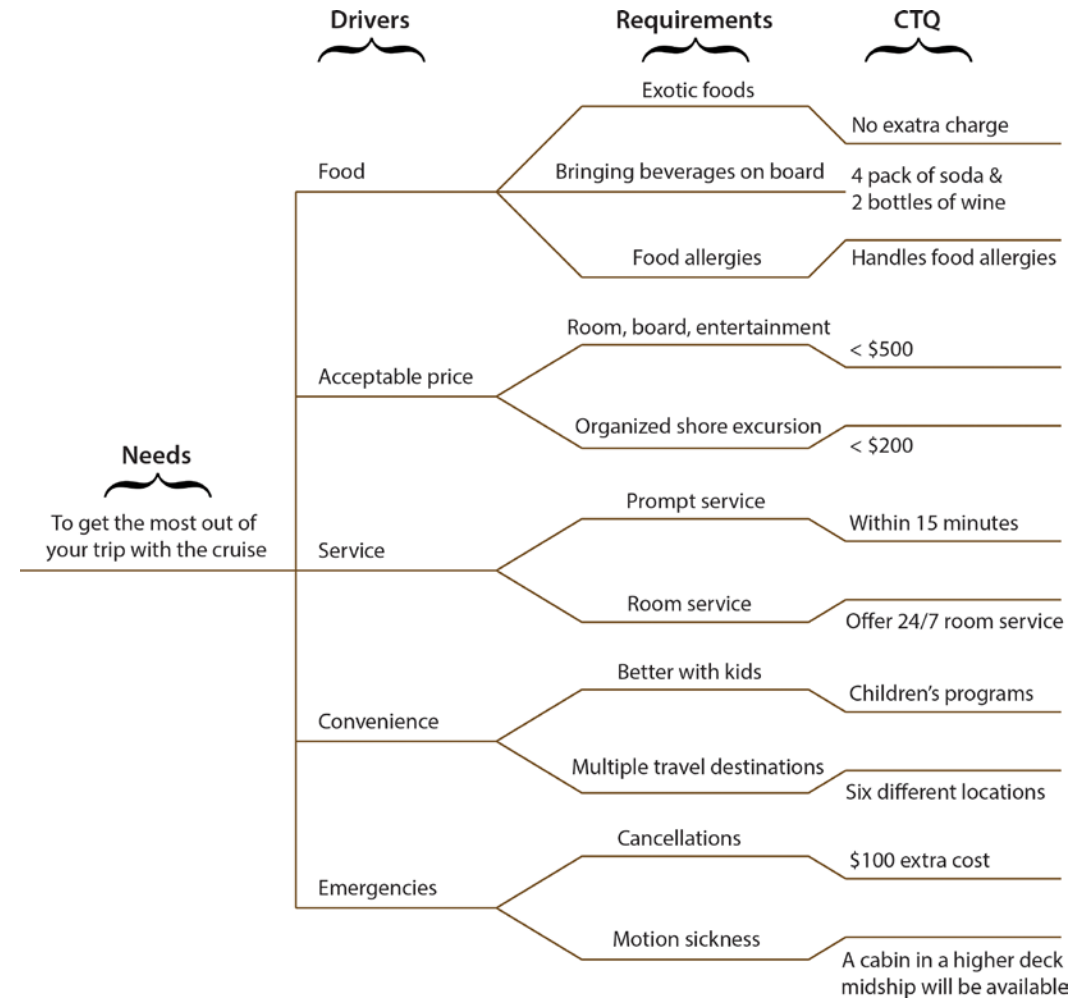 Drivers
Requirements
CTQ
Exotic foods
No exatra charge
Food
Bringing beverages on board
4 pack of soda &
2 bottles of wine
Food allergies
Handles food allergies
Room, board, entertainment
< $500
Acceptable price
Organized shore excursion
< $200
Needs
To get the most out of
your trip with the cruise
Prompt service
Within 15 minutes
Service
Room service
Offer 24/7 room service
Better with kids
Children’s programs
Convenience
Multiple travel destinations
Six different locations
Cancellations
$100 extra cost
Emergencies
Motion sickness
A cabin in a higher deck
midship will be available